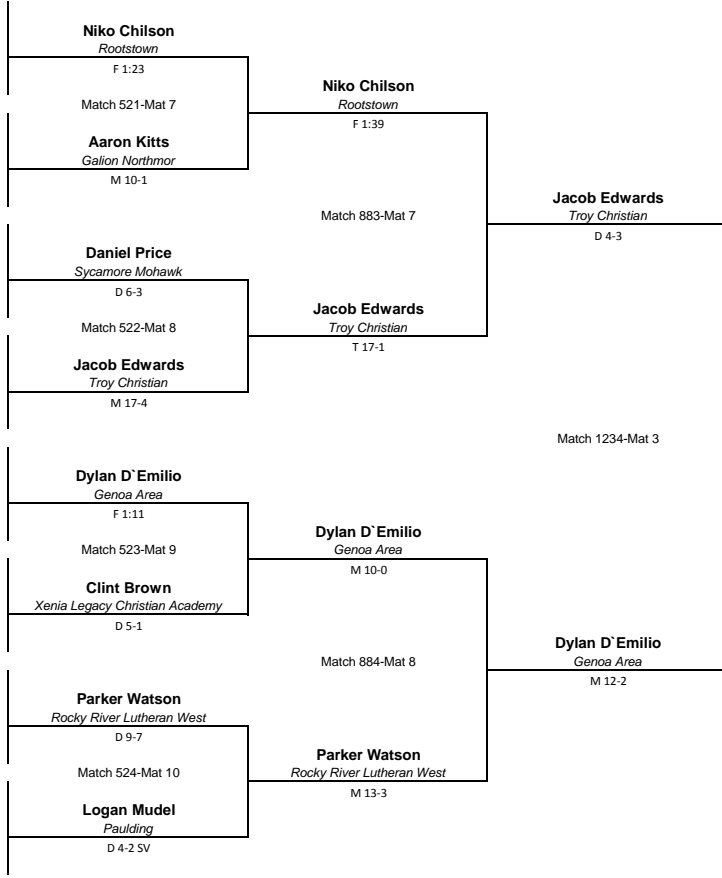 Niko Chilson
Rootstown
F 1:23
Match 521-Mat 7
Aaron Kitts
Galion Northmor
M 10-1
Daniel Price
Sycamore Mohawk
D 6-3
Match 522-Mat 8
Jacob Edwards
Troy Christian
M 17-4
Dylan D`Emilio
Genoa Area
F 1:11
Match 523-Mat 9
Clint Brown
Xenia Legacy Christian Academy
D 5-1
Parker Watson
Rocky River Lutheran West
D 9-7
Match 524-Mat 10
Logan Mudel
Paulding
D 4-2 SV
Niko Chilson
Rootstown
F 1:39
Match 883-Mat 7
Jacob Edwards
Troy Christian
T 17-1
Dylan D`Emilio
Genoa Area
M 10-0
Match 884-Mat 8
Parker Watson
Rocky River Lutheran West
M 13-3
Jacob Edwards
Troy Christian
D 4-3
Match 1234-Mat 3
Dylan D`Emilio
Genoa Area
M 12-2